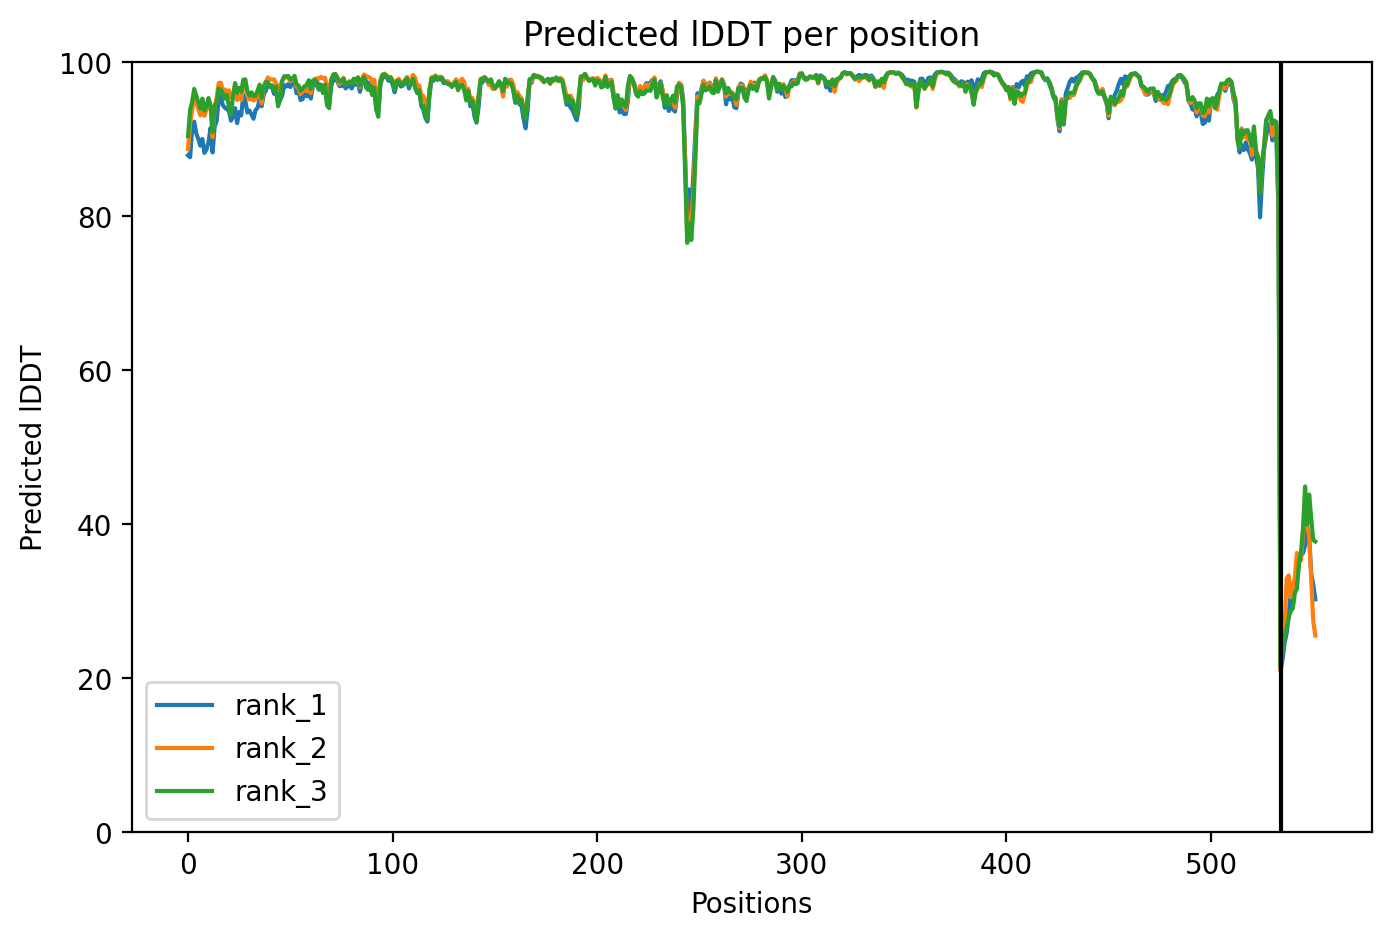 Predicted lDDT per position
100
80
60
40
20
0
Predicted lDDT
rank_1
rank_2
rank_3
0 100 200 300 400 500
Positions